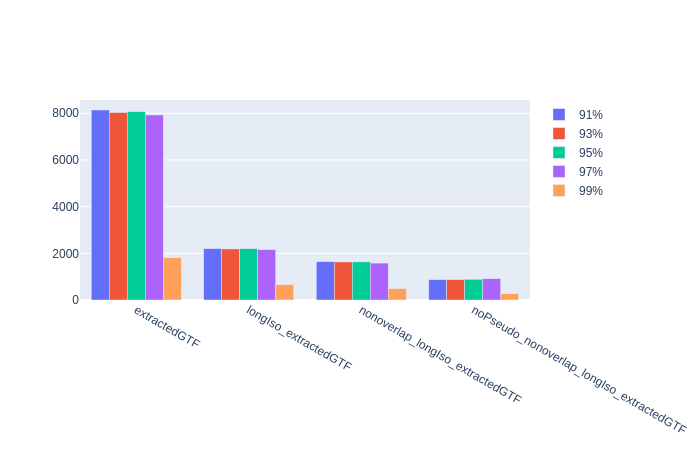 8000
6000
4000
2000
0
extractedGTF
longIso_extractedGTF
nonoverlap_longIso_extractedGTF
noPseudo_nonoverlap_longIso_extractedGTF
91%
93%
95%
97%
99%